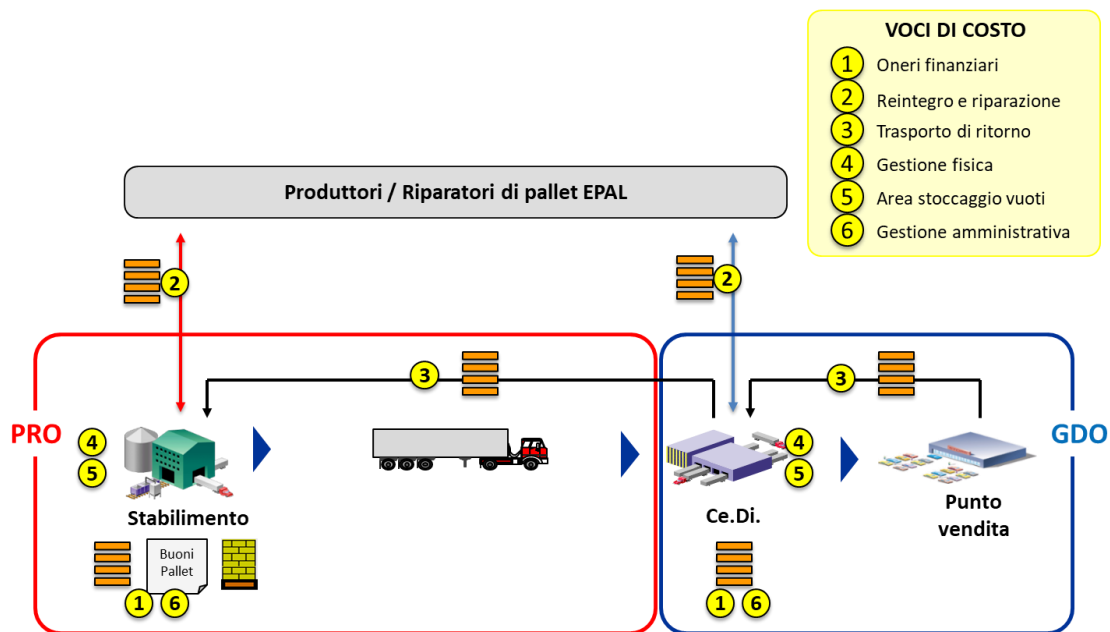 VOCI DI COSTO
1 Oneri finanziari
2 Reintegro e riparazione
3 Trasporto di ritorno
4 Gestione fisica
5 Area stoccaggio vuoti
6 Gestione amministrativa
Produttori / Riparatori di pallet EPAL
2
2
3
3
PRO
4
5
4
5
GDO
Stabilimento
Ce.Di.
Punto
vendita
Buoni
Pallet
1 6
1 6